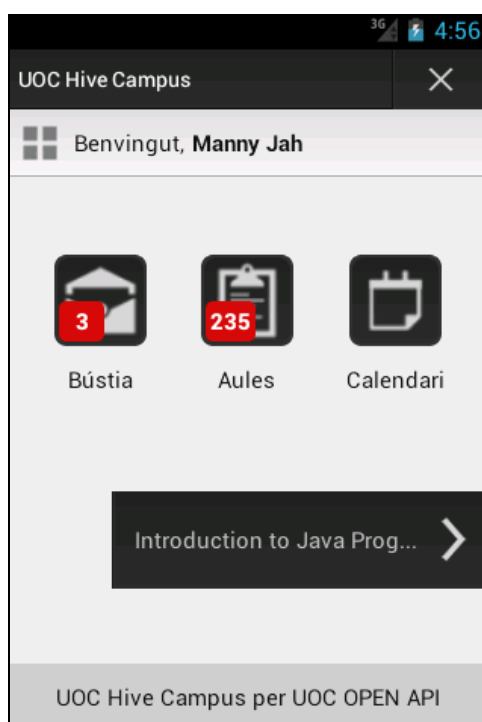 3G 4:56
UOC Hive Campus
Benvingut, Manny Jah
3 235
Bústia Aules Calendari
Introduction to Java Prog...
UOC Hive Campus per UOC OPEN API